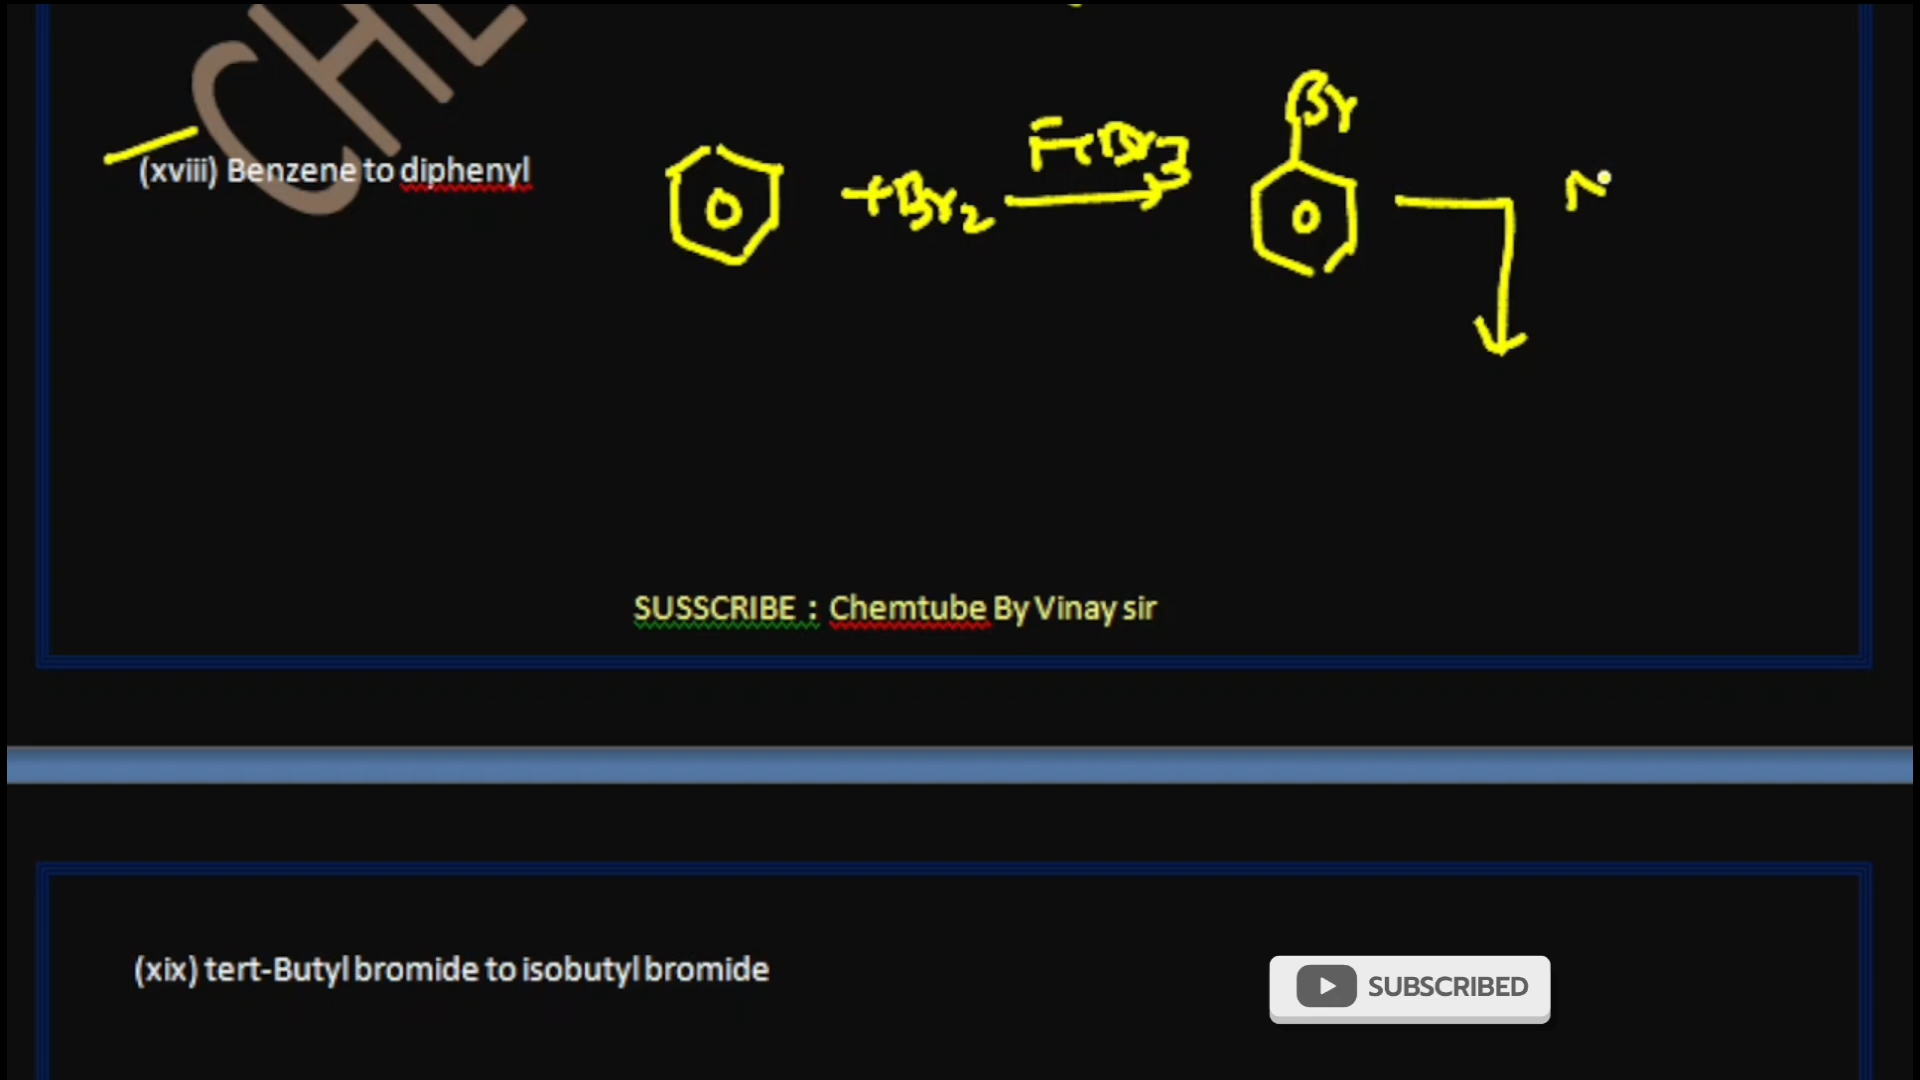 CHE
(xviii) Benzene to diphenyl
+Br2 FeBr3 Br
SUSSCRIBE : Chemtube By Vinay sir
(xix) tert-Butyl bromide to isobutyl bromide
SUBSCRIBED